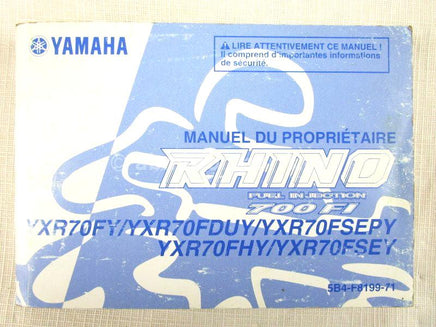 YAMAHA
LIRE ATTENTIVEMENT CE MANUEL !
Il comprend d'importantes informations
de sécurité.
MANUEL DU PROPRIÉTAIRE
RHINO
FUEL INJECTION
700 FI
YXR70FY/YXR70FDUY/YXR70FSEPY
YXR70FHY/YXR70FSEY
5B4-F8199-71